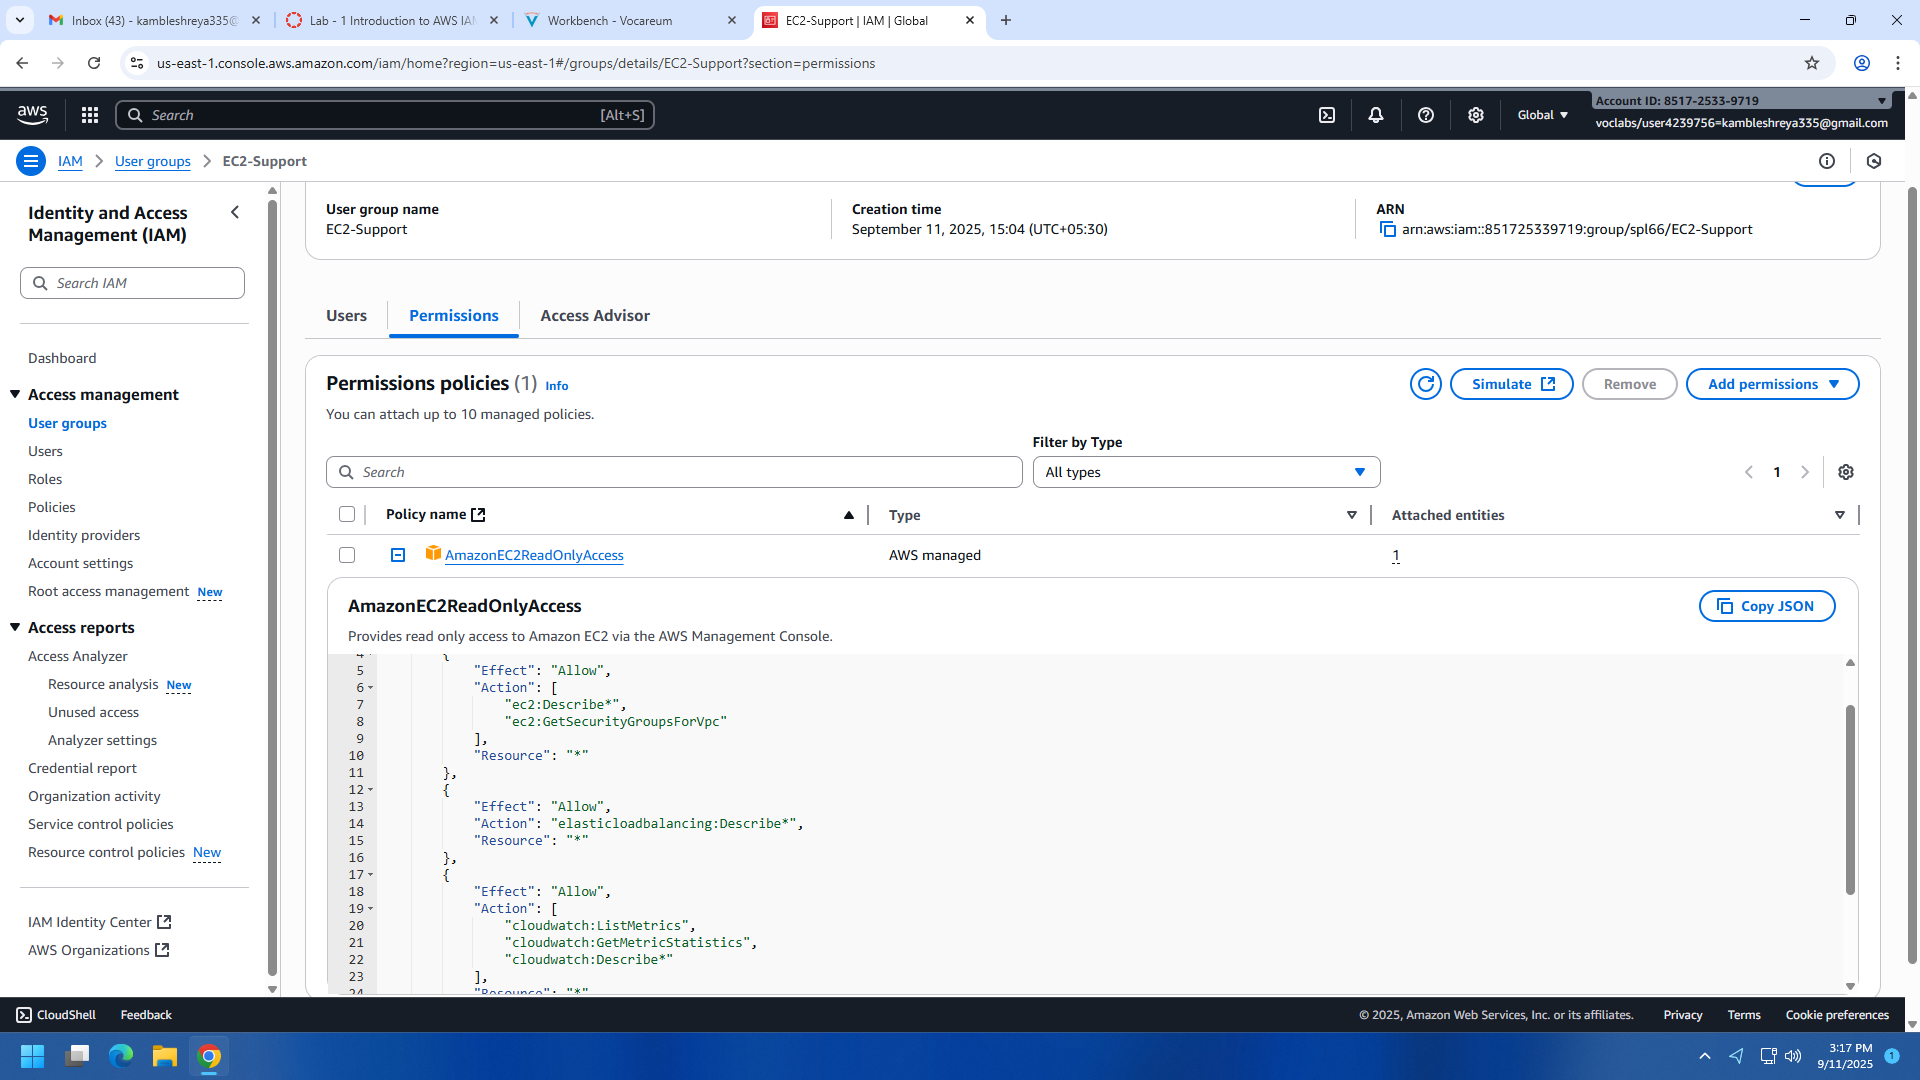 Inbox (43) - kambleshreya335@
Lab - 1 Introduction to AWS IAM
Workbench - Vocareum
EC2-Support | IAM | Global
us-east-1.console.aws.amazon.com/iam/home?region=us-east-1#/groups/details/EC2-Support?section=permissions
aws
Search
[Alt+S]
Global
Account ID: 8517-2533-9719
voclabs/user4239756=kambleshreya335@gmail.com
IAM
User groups
EC2-Support
Identity and Access
Management (IAM)
Search IAM
Dashboard
Access management
User groups
Users
Roles
Policies
Identity providers
Account settings
Root access management New
Access reports
Access Analyzer
Resource analysis New
Unused access
Analyzer settings
Credential report
Organization activity
Service control policies
Resource control policies New
IAM Identity Center
AWS Organizations
User group name
EC2-Support
Creation time
September 11, 2025, 15:04 (UTC+05:30)
ARN
arn:aws:iam::851725339719:group/spl66/EC2-Support
Users
Permissions
Access Advisor
Permissions policies (1) Info
You can attach up to 10 managed policies.
Simulate
Remove
Add permissions
Filter by Type
Search
All types
1
Policy name
Type
Attached entities
AmazonEC2ReadOnlyAccess
AWS managed
1
AmazonEC2ReadOnlyAccess
Copy JSON
Provides read only access to Amazon EC2 via the AWS Management Console.
4 {
5 "Effect": "Allow",
6 "Action": [
7 "ec2:Describe*",
8 "ec2:GetSecurityGroupsForVpc"
9 ],
10 "Resource": "*"
11 },
12 {
13 "Effect": "Allow",
14 "Action": "elasticloadbalancing:Describe*",
15 "Resource": "*"
16 },
17 {
18 "Effect": "Allow",
19 "Action": [
20 "cloudwatch:ListMetrics",
21 "cloudwatch:GetMetricStatistics",
22 "cloudwatch:Describe*"
23 ],
24 "Resource": "*"
CloudShell
Feedback
© 2025, Amazon Web Services, Inc. or its affiliates.
Privacy
Terms
Cookie preferences
3:17 PM
9/11/2025
1